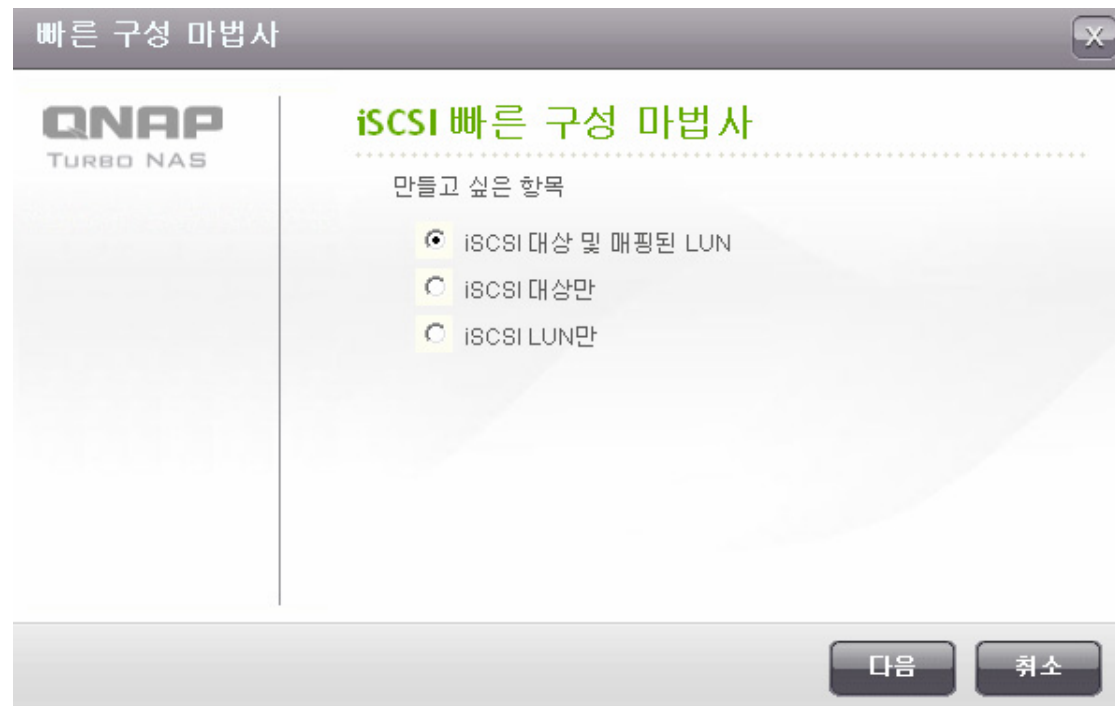 빠른 구성 마법사
X
QNAP
TURBO NAS
iSCSI 빠른 구성 마법사
만들고 싶은 항목
iSCSI 대상 및 매핑된 LUN
iSCSI 대상만
iSCSI LUN만
다음
취소